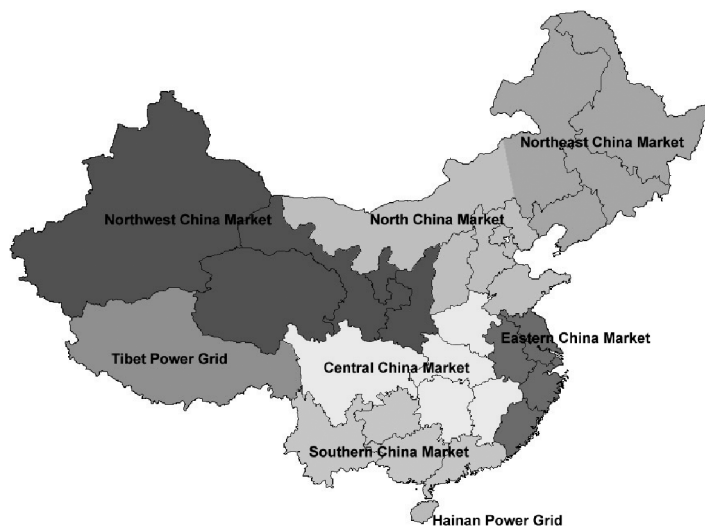 Northeast China Market
Northwest China Market
North China Market
Eastern China Market
Tibet Power Grid
Central China Market
Southern China Market
Hainan Power Grid